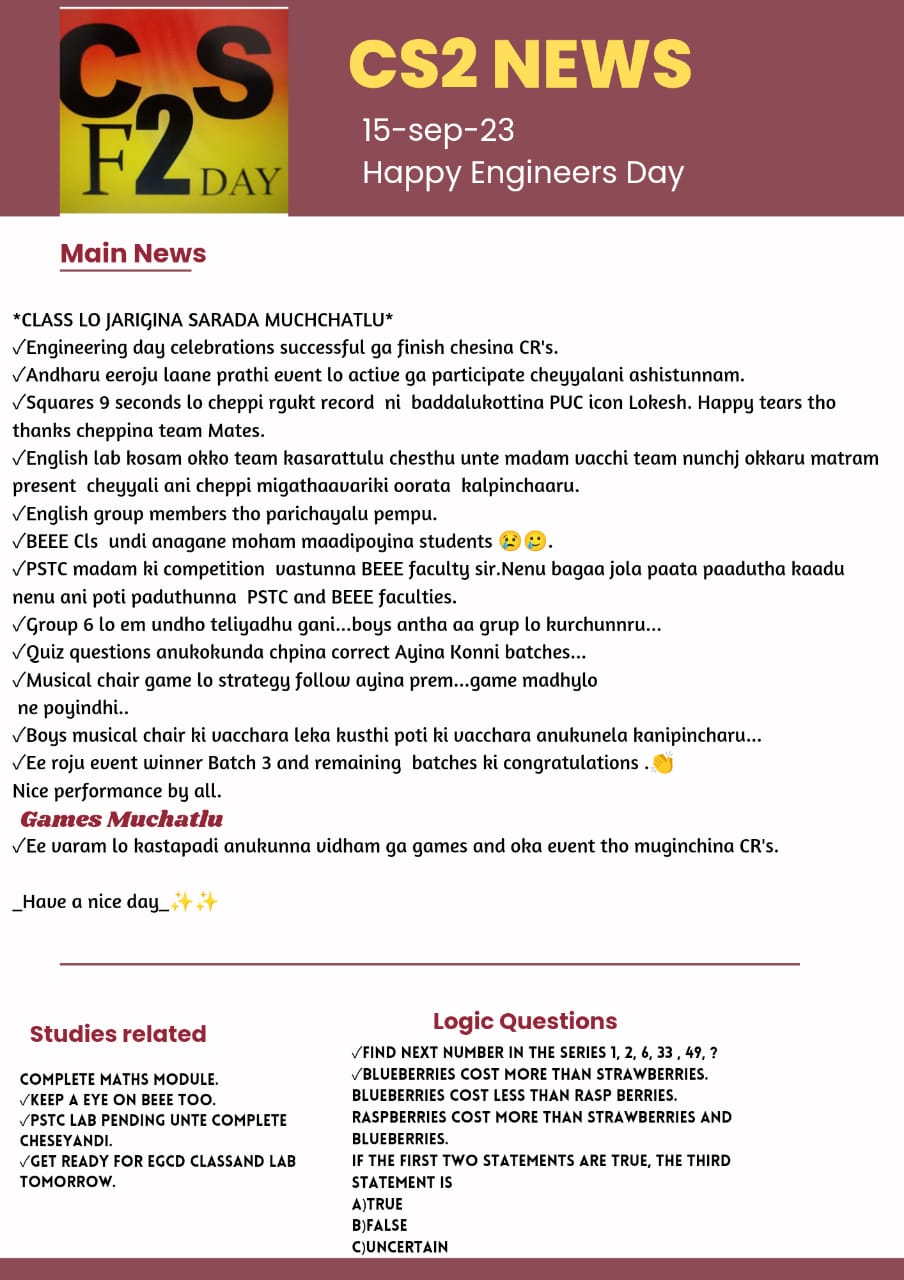 CS
F2 DAY
CS2 NEWS
15-sep-23
Happy Engineers Day
Main News
*CLASS LO JARIGINA SARADA MUCHCHATLU*
✓Engineering day celebrations successful ga finish chesina CR's.
✓Andharu eeroju laane prathi event lo active ga participate cheyyalani ashistunnam.
✓Squares 9 seconds lo cheppi rgukt record  ni  baddalukottina PUC icon Lokesh. Happy tears tho
thanks cheppina team Mates.
✓English lab kosam okko team kasarattulu chesthu unte madam vacchi team nunchj okkaru matram
present  cheyyali ani cheppi migathaavariki oorata  kalpinchaaru.
✓English group members tho parichayalu pempu.
✓BEEE Cls  undi anagane moham maadipoyina students 😢🥲.
✓PSTC madam ki competition  vastunna BEEE faculty sir.Nenu bagaa jola paata paadutha kaadu
nenu ani poti paduthunna  PSTC and BEEE faculties.
✓Group 6 lo em undho teliyadhu gani...boys antha aa grup lo kurchunnru...
✓Quiz questions anukokunda chpina correct Ayina Konni batches...
✓Musical chair game lo strategy follow ayina prem...game madhylo
ne poyindhi..
✓Boys musical chair ki vacchara leka kusthi poti ki vacchara anukunela kanipincharu...
✓Ee roju event winner Batch 3 and remaining  batches ki congratulations .👏
Nice performance by all.
Games Muchatlu
✓Ee varam lo kastapadi anukunna vidham ga games and oka event tho muginchina CR's.
_Have a nice day_✨✨
Studies related
COMPLETE MATHS MODULE.
✓KEEP A EYE ON BEEE TOO.
✓PSTC LAB PENDING UNTE COMPLETE
CHESEYANDI.
✓GET READY FOR EGCD CLASSAND LAB
TOMORROW.
Logic Questions
✓FIND NEXT NUMBER IN THE SERIES 1, 2, 6, 33 , 49, ?
✓BLUEBERRIES COST MORE THAN STRAWBERRIES.
BLUEBERRIES COST LESS THAN RASP BERRIES.
RASPBERRIES COST MORE THAN STRAWBERRIES AND
BLUEBERRIES.
IF THE FIRST TWO STATEMENTS ARE TRUE, THE THIRD
STATEMENT IS
A)TRUE
B)FALSE
C)UNCERTAIN